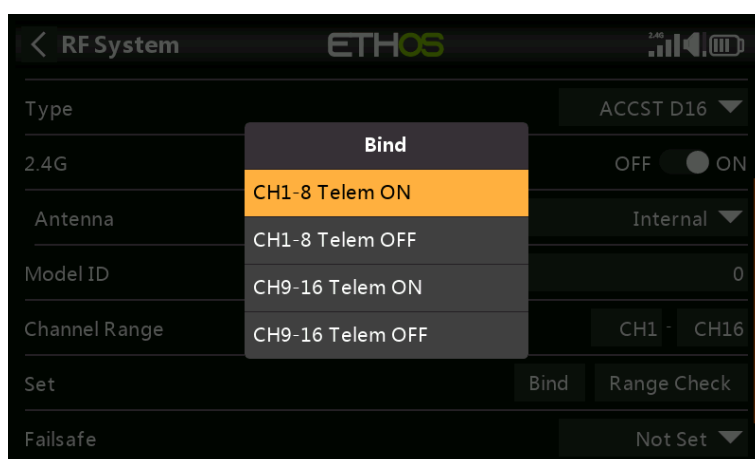 RF System ETHOS 2.4G
Type ACCST D16
2.4G OFF ON
Antenna Internal
Model ID 0
Channel Range CH1 - CH16
Set Bind Range Check
Failsafe Not Set
Bind
CH1-8 Telem ON
CH1-8 Telem OFF
CH9-16 Telem ON
CH9-16 Telem OFF